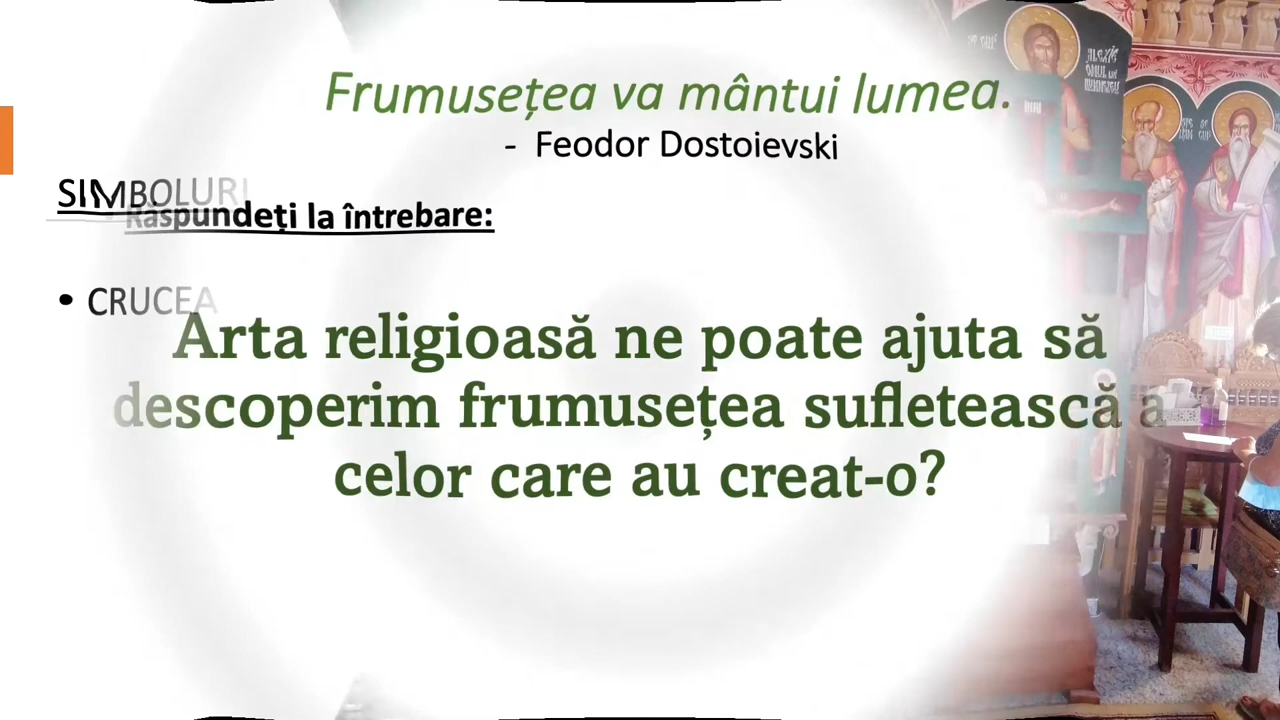 Frumusețea va mântui lumea.
- Feodor Dostoievski
SIMBOLURI
Răspundeți la întrebare:
• CRUCEA
Arta religioasă ne poate ajuta să
descoperim frumusețea sufletească a
celor care au creat-o?